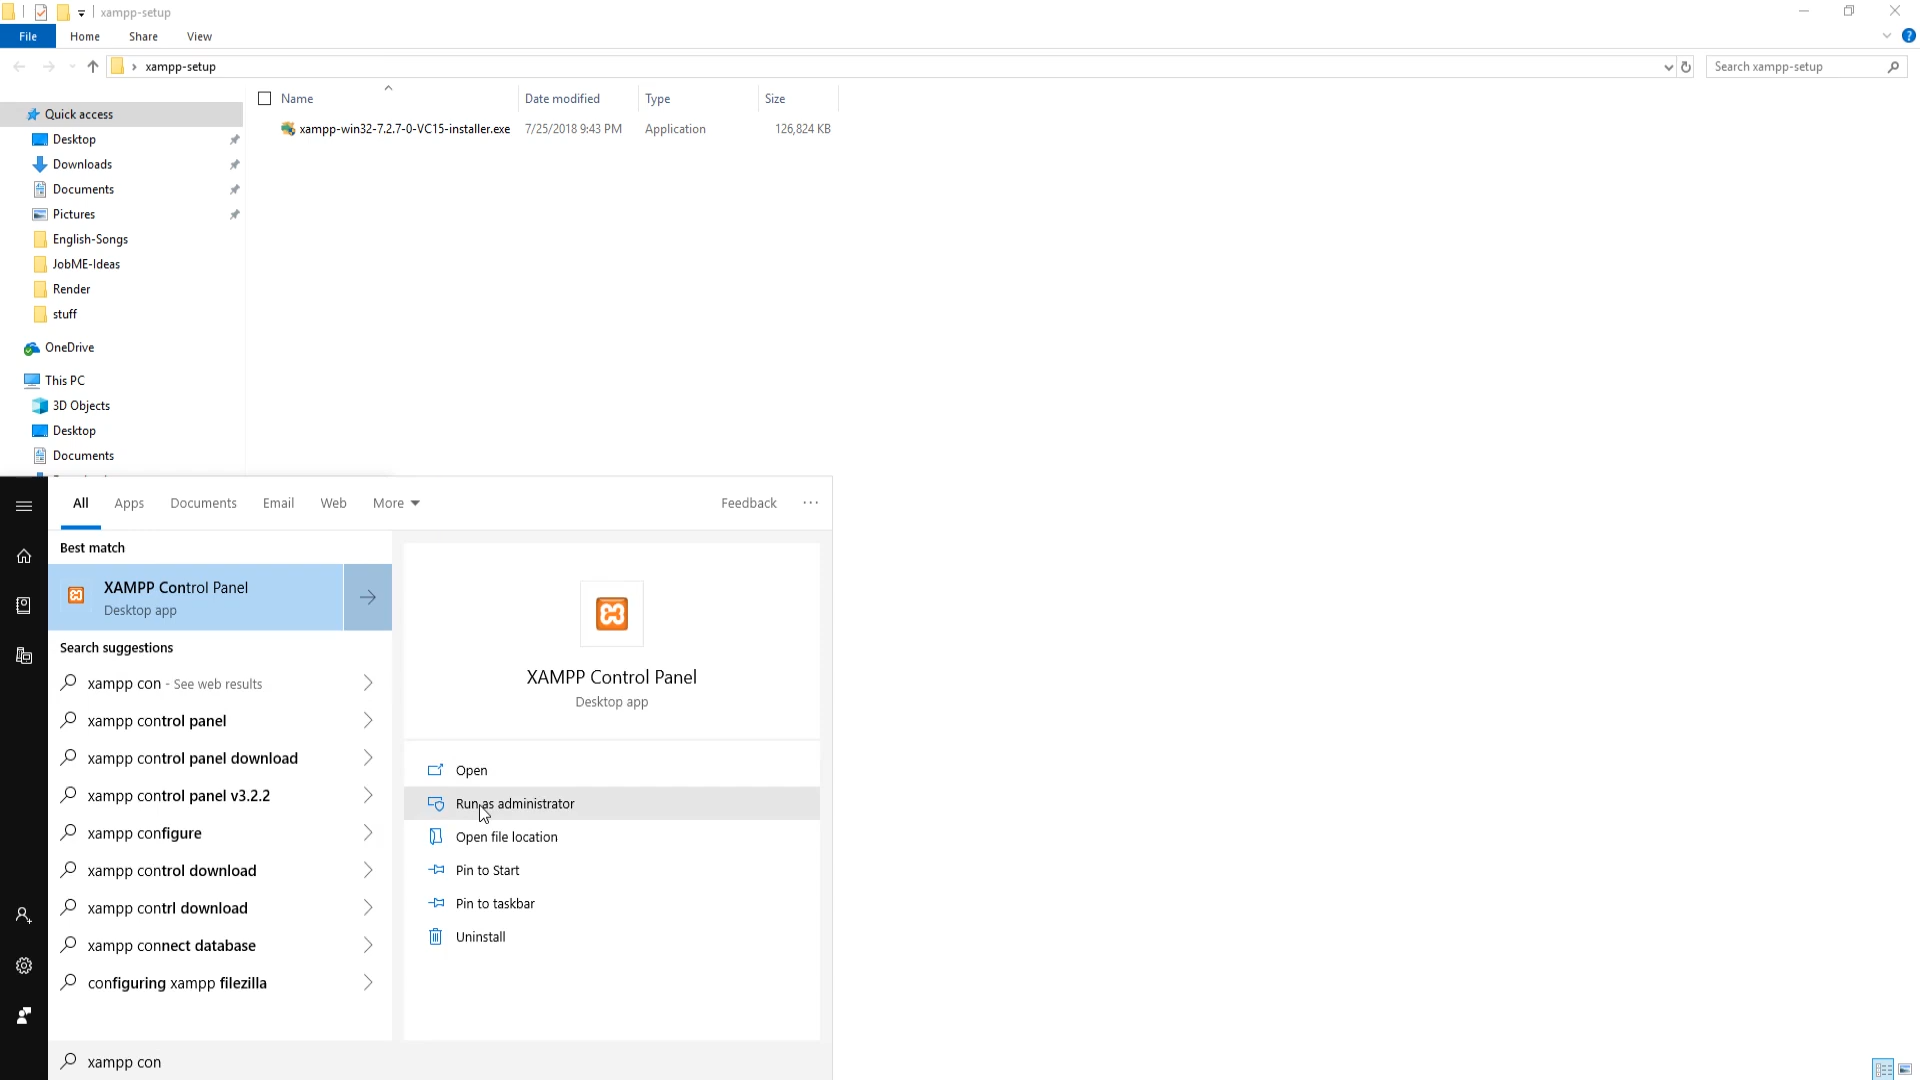 xampp-setup
File Home Share View
xampp-setup
Search xampp-setup
Name Date modified Type Size
xampp-win32-7.2.7-0-VC15-installer.exe 7/25/2018 9:43 PM Application 126,824 KB
Quick access
Desktop
Downloads
Documents
Pictures
English-Songs
JobME-Ideas
Render
stuff
OneDrive
This PC
3D Objects
Desktop
Documents
All Apps Documents Email Web More Feedback ...
Best match
XAMPP Control Panel
Desktop app
Search suggestions
xampp con - See web results
xampp control panel
xampp control panel download
xampp control panel v3.2.2
xampp configure
xampp control download
xampp contrl download
xampp connect database
configuring xampp filezilla
XAMPP Control Panel
Desktop app
Open
Run as administrator
Open file location
Pin to Start
Pin to taskbar
Uninstall
xampp con